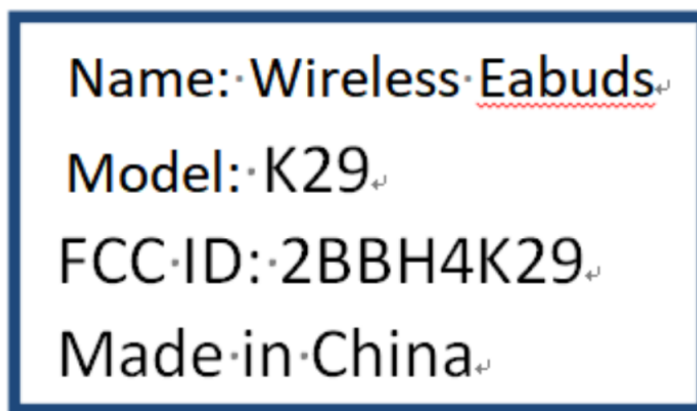 Name: Wireless Eabuds
Model: K29
FCC ID: 2BBH4K29
Made in China